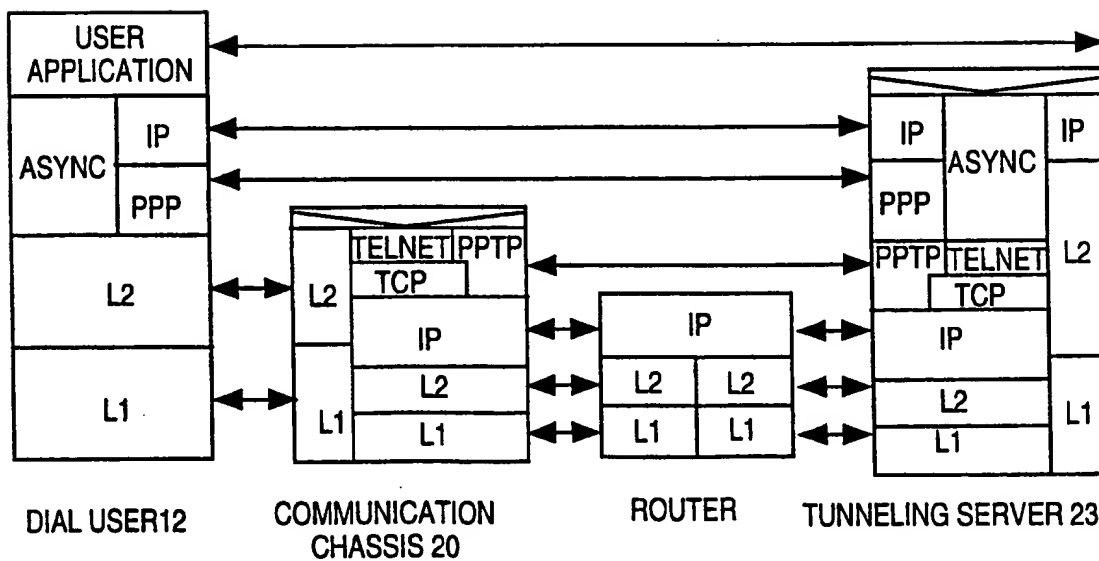 USER
APPLICATION
ASYNC
IP
PPP
L2
L1
DIAL USER12
TELNET
PPTP
TCP
L2
IP
L2
L1
L1
COMMUNICATION
CHASSIS 20
IP
L2
L2
L1
L1
ROUTER
IP
ASYNC
IP
PPP
PPTP
TELNET
L2
TCP
IP
L2
L1
L1
TUNNELING SERVER 23